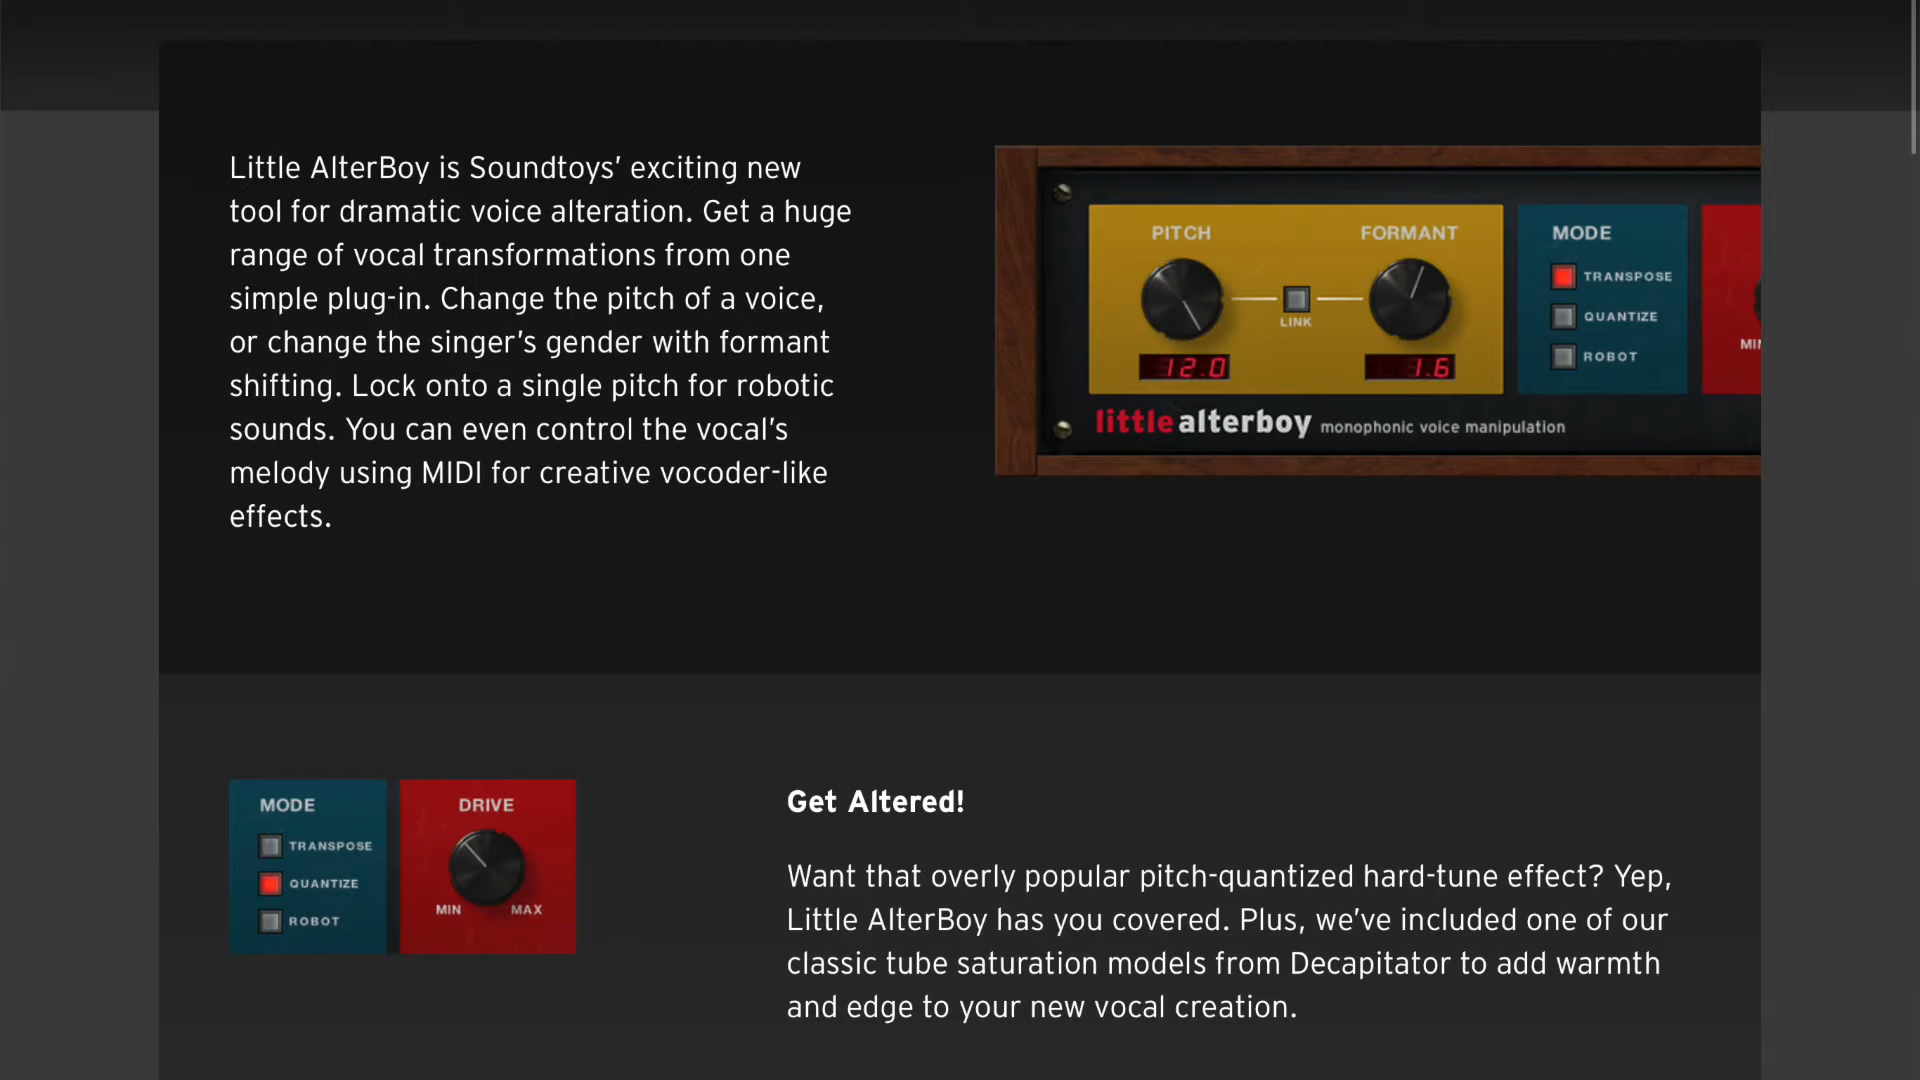 Little AlterBoy is Soundtoys’ exciting new
tool for dramatic voice alteration. Get a huge
range of vocal transformations from one
simple plug-in. Change the pitch of a voice,
or change the singer’s gender with formant
shifting. Lock onto a single pitch for robotic
sounds. You can even control the vocal’s
melody using MIDI for creative vocoder-like
effects.
PITCH
FORMANT
MODE
TRANSPOSE
LINK
QUANTIZE
ROBOT
MIN
12.0
1.6
little alterboy monophonic voice manipulation
MODE
TRANSPOSE
QUANTIZE
ROBOT
DRIVE
MIN
MAX
Get Altered!
Want that overly popular pitch-quantized hard-tune effect? Yep,
Little AlterBoy has you covered. Plus, we’ve included one of our
classic tube saturation models from Decapitator to add warmth
and edge to your new vocal creation.